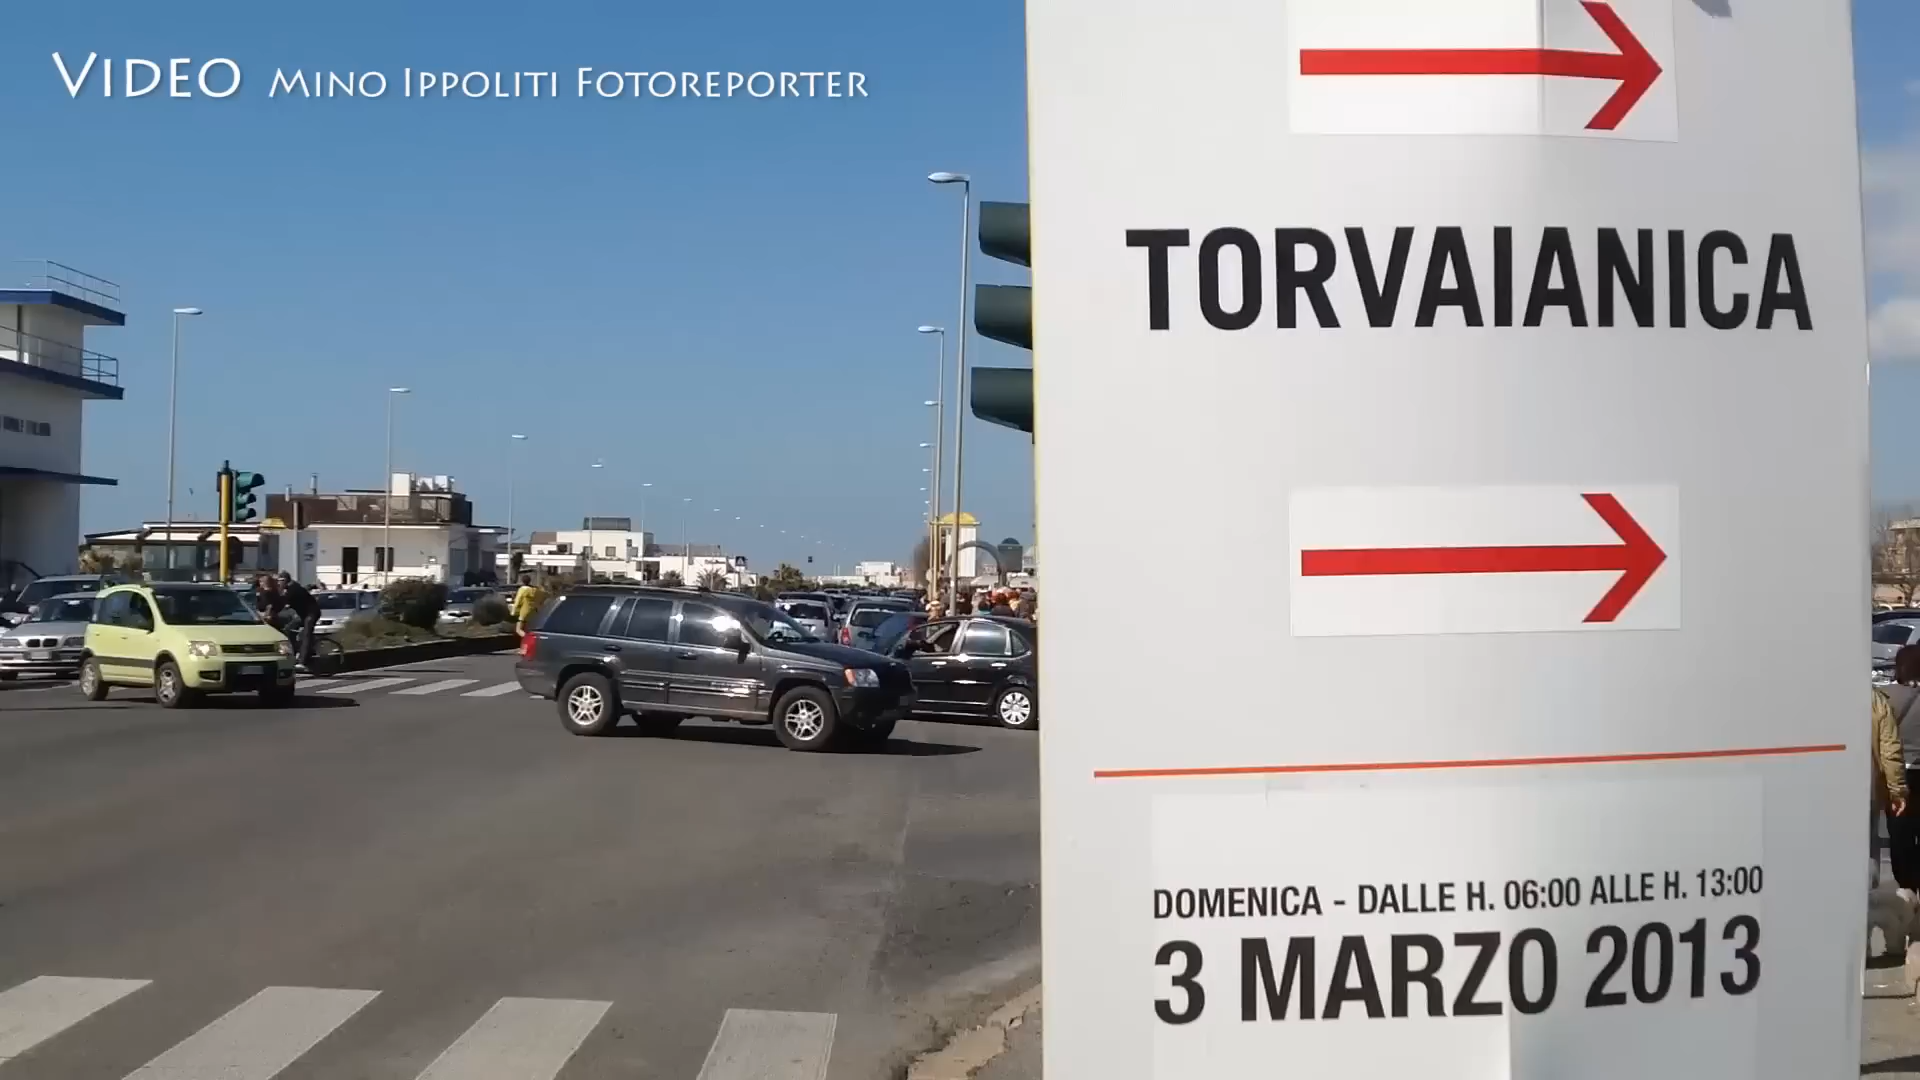 VIDEO MINO IPPOLITI FOTOREPORTER
TORVAIANICA
DOMENICA - DALLE H. 06:00 ALLE H. 13:00
3 MARZO 2013